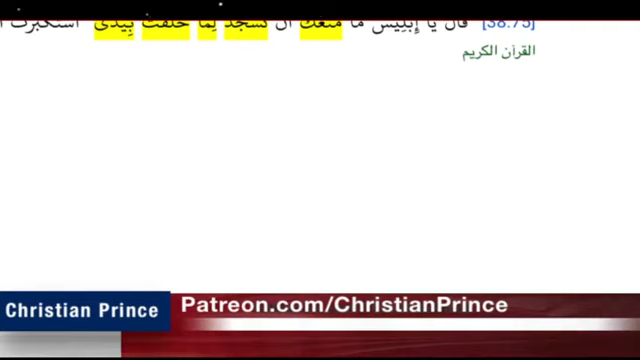 [38.75] قَالَ يَا إِبْلِيسُ مَا مَنَعَكَ أَن تَسْجُدَ لِمَا خَلَقْتُ بِيَدَيَّ أَسْتَكْبَرْتَ
القرآن الكريم
Christian Prince
Patreon.com/ChristianPrince